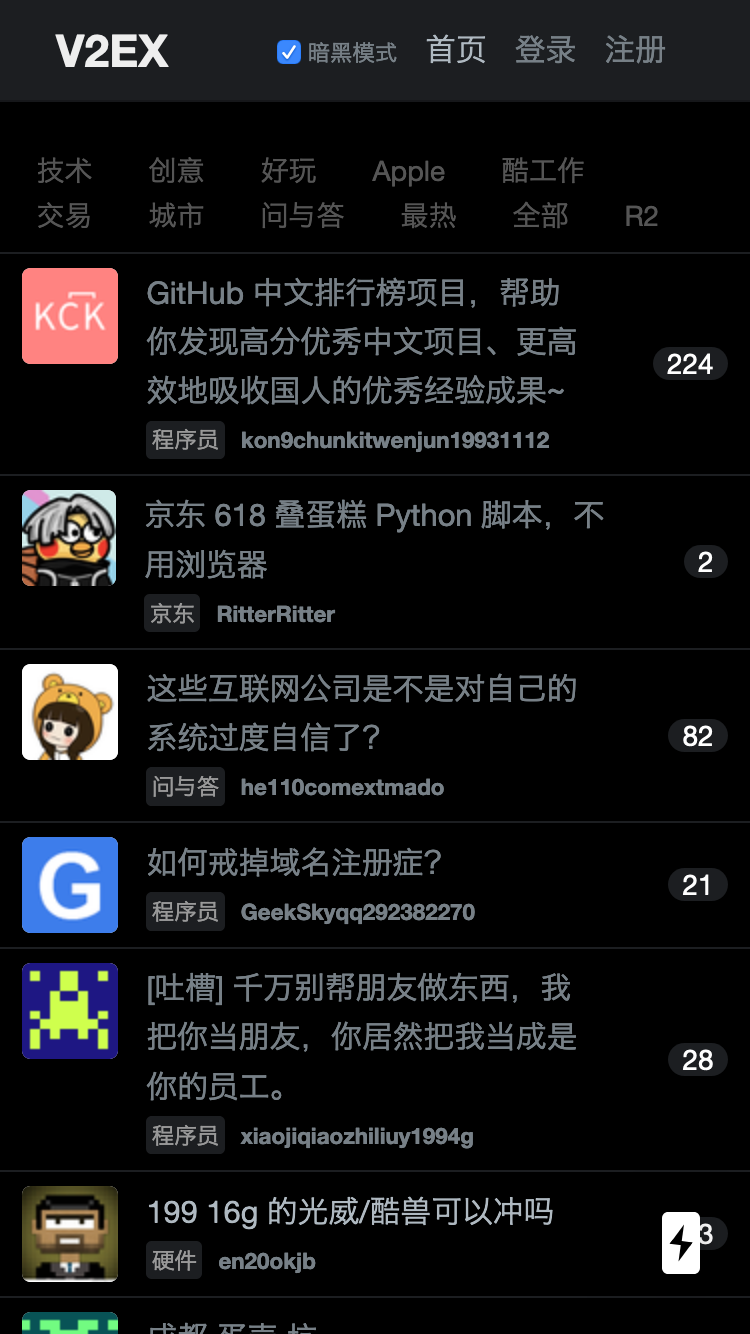 V2EX 暗黑模式 首页 登录 注册
技术 创意 好玩 Apple 酷工作
交易 城市 问与答 最热 全部 R2
KCK
GitHub 中文排行榜项目，帮助
你发现高分优秀中文项目、更高
效地吸收国人的优秀经验成果~
224
程序员 kon9chunkitwenjun19931112
京东 618 叠蛋糕 Python 脚本，不
用浏览器
2
京东 RitterRitter
这些互联网公司是不是对自己的
系统过度自信了？
82
问与答 he110comextmado
G
如何戒掉域名注册症？
21
程序员 GeekSkyqq292382270
[吐槽] 千万别帮朋友做东西，我
把你当朋友，你居然把我当成是
你的员工。
28
程序员 xiaojiqiaozhiliuy1994g
199 16g 的光威/酷兽可以冲吗
3
硬件 en20okjb